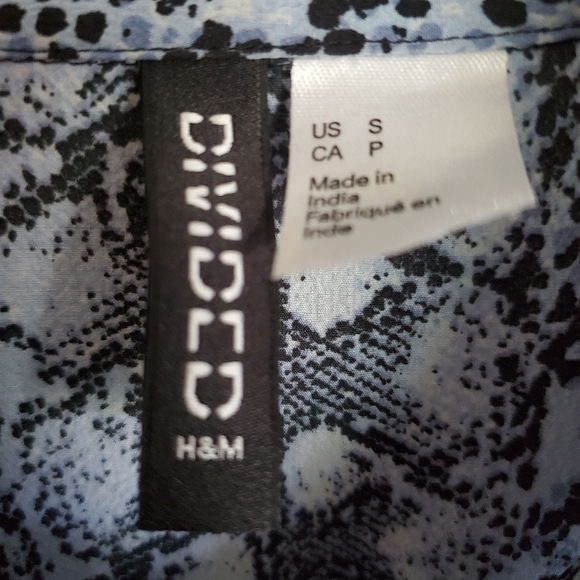 DIVIDED
H&M
US S
CA P
Made in
India
Fabriqué en
Inde